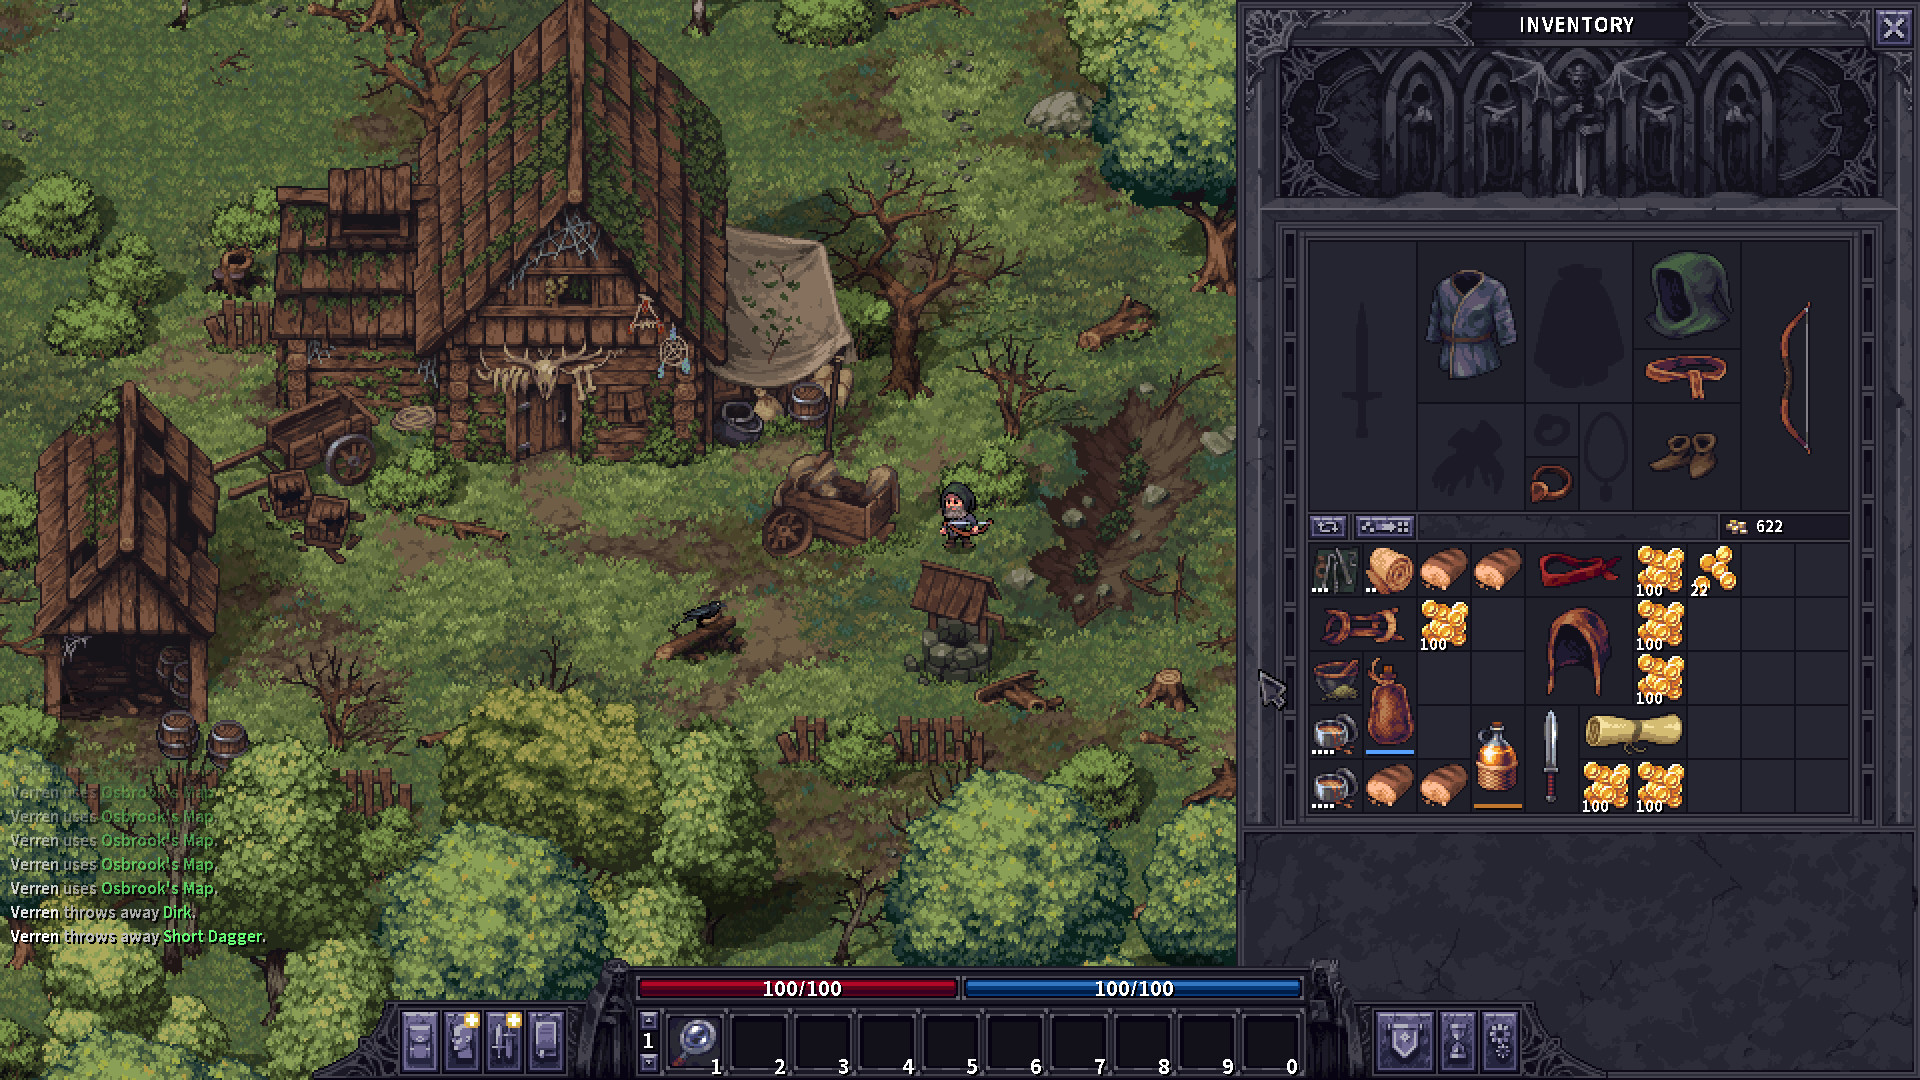 INVENTORY
622
100
22
100
100
100
100
100
Verren uses Osbrook's Map.
Verren uses Osbrook's Map.
Verren uses Osbrook's Map.
Verren uses Osbrook's Map.
Verren uses Osbrook's Map.
Verren throws away Dirk.
Verren throws away Short Dagger.
100/100
100/100
1
1 2 3 4 5 6 7 8 9 0